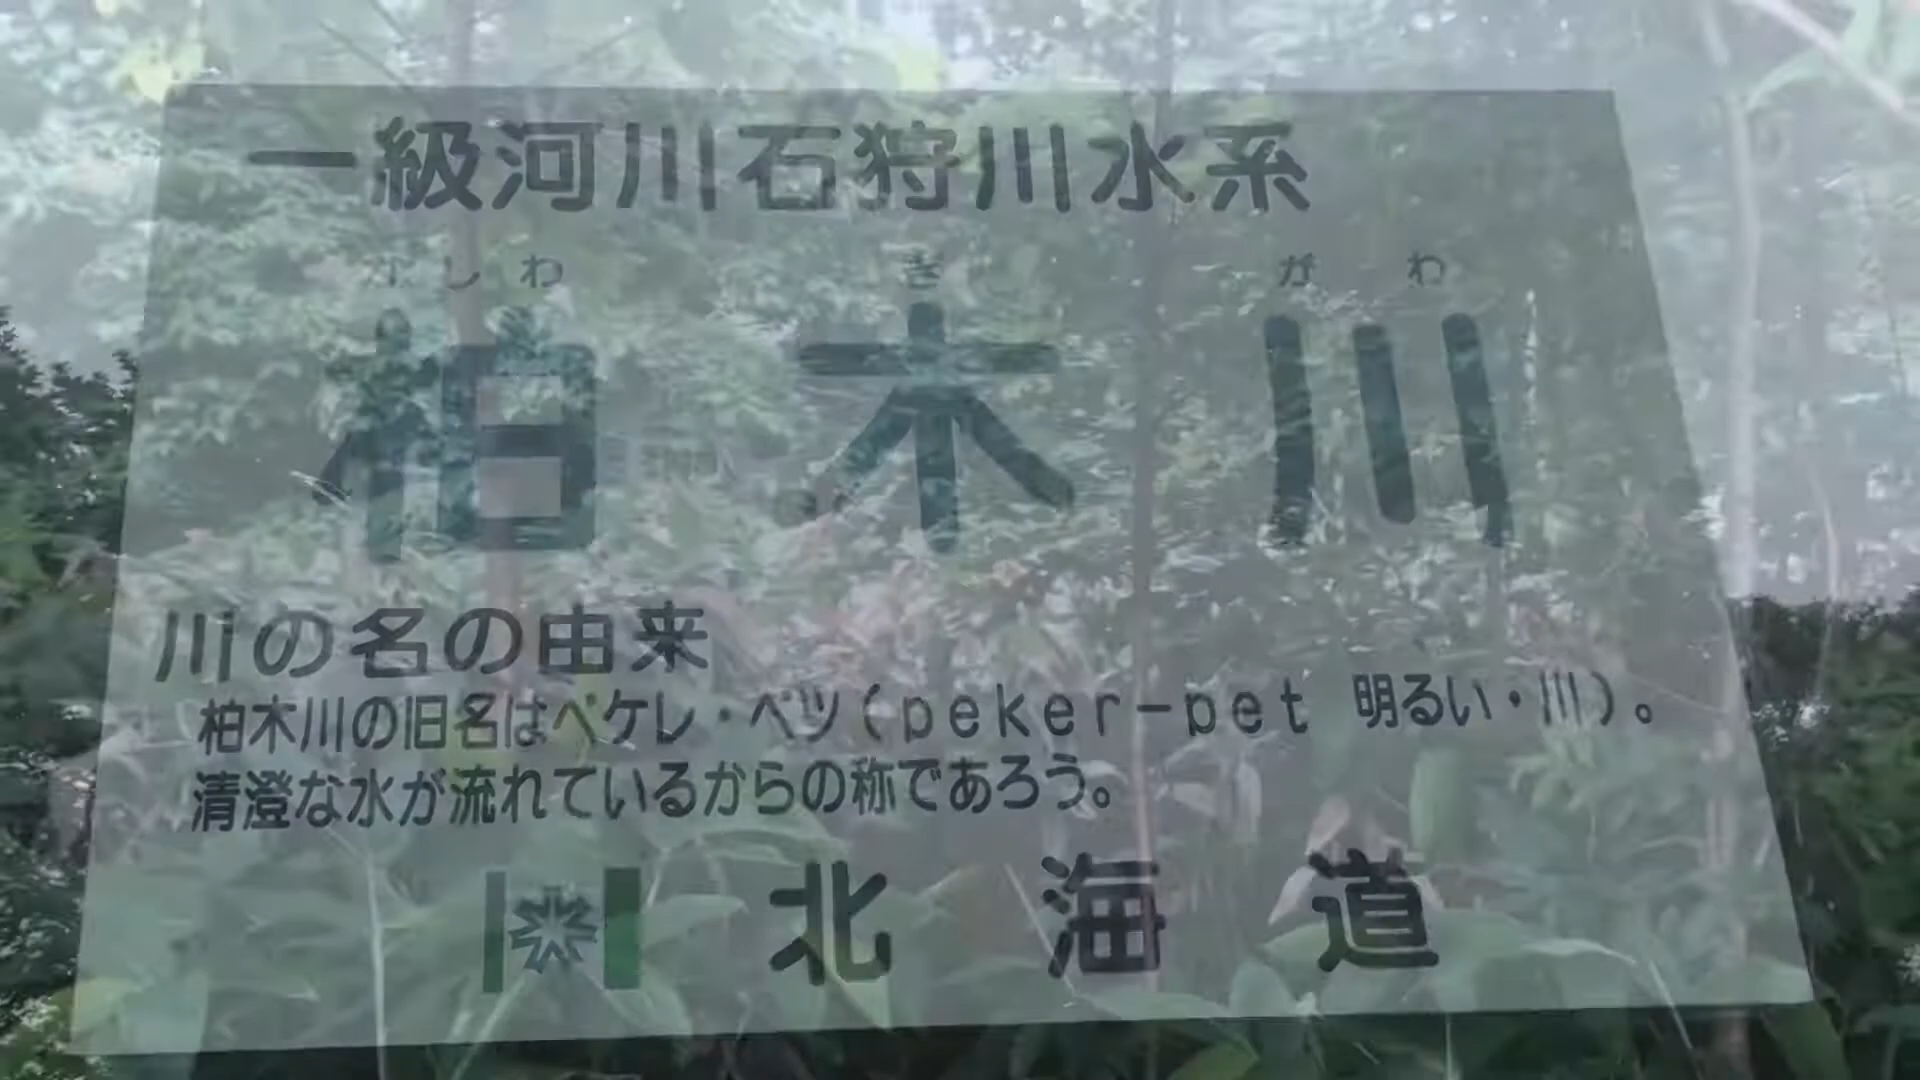 一級河川石狩川水系
かしわ ぎ がわ
柏木川
川の名の由来
柏木川の旧名はペケレ・ペツ(peker-pet 明るい・川)。
清澄な水が流れているからの称であろう。
北海道